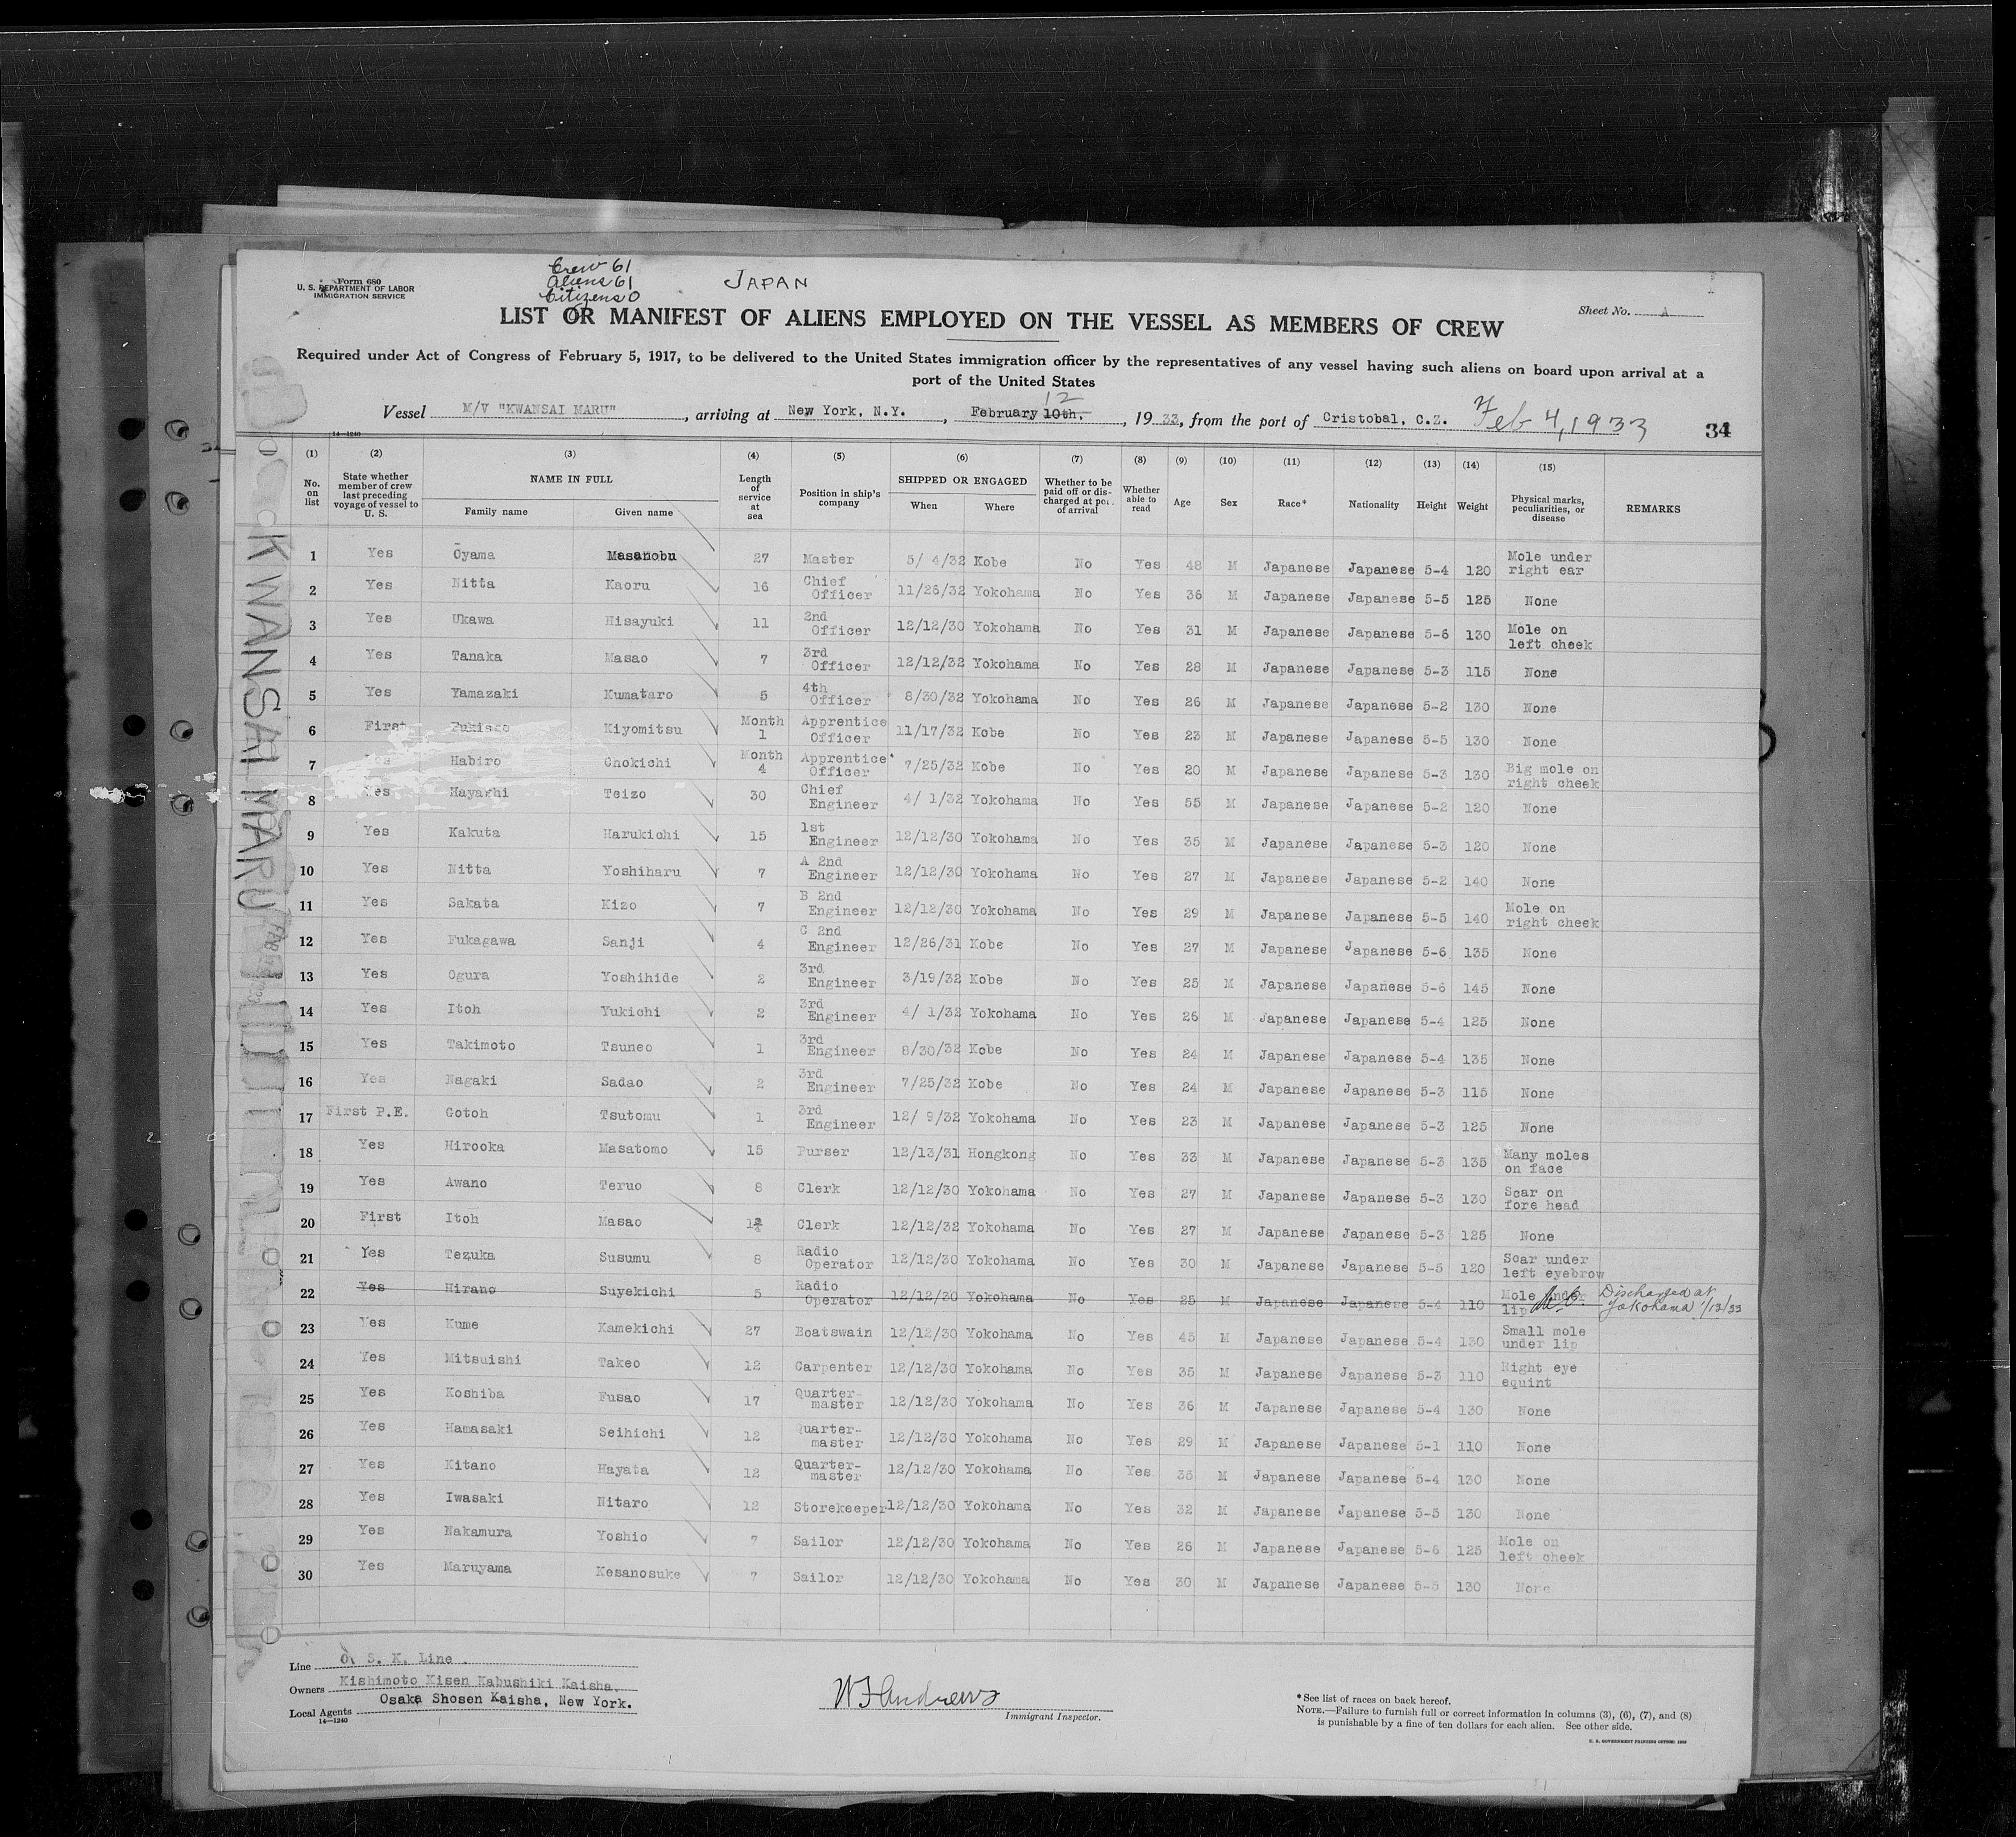 Crew 61
Aliens 61
Citizens 0
JAPAN
Form 680
U. S. DEPARTMENT OF LABOR
IMMIGRATION SERVICE
Sheet No. A
LIST OR MANIFEST OF ALIENS EMPLOYED ON THE VESSEL AS MEMBERS OF CREW
Required under Act of Congress of February 5, 1917, to be delivered to the United States immigration officer by the representatives of any vessel having such aliens on board upon arrival at a
port of the United States
12
Vessel M/V "KWANSAI MARU", arriving at New York, N.Y., February 10th, 1933, from the port of Cristobal, C.Z. Feb 4, 1933
34
14—1240
(1) No. on list (2) State whether member of crew last preceding voyage of vessel to U. S. (3) NAME IN FULL Family name Given name (4) Length of service at sea (5) Position in ship's company (6) SHIPPED OR ENGAGED When Where (7) Whether to be paid off or discharged at port of arrival (8) Whether able to read (9) Age (10) Sex (11) Race* (12) Nationality (13) Height (14) Weight (15) Physical marks, peculiarities, or disease REMARKS
1 Yes Ōyama Masanobu 27 Master 5/ 4/32 Kobe No Yes 48 M Japanese Japanese 5-4 120 Mole under right ear
2 Yes Nitta Kaoru 16 Chief Officer 11/26/32 Yokohama No Yes 36 M Japanese Japanese 5-5 125 None
3 Yes Ukawa Hisayuki 11 2nd Officer 12/12/30 Yokohama No Yes 31 M Japanese Japanese 5-6 130 Mole on left cheek
4 Yes Tanaka Masao 7 3rd Officer 12/12/32 Yokohama No Yes 28 M Japanese Japanese 5-3 115 None
5 Yes Yamazaki Kumataro 5 4th Officer 8/30/32 Yokohama No Yes 26 M Japanese Japanese 5-2 130 None
6 First Kiyomitsu Month 1 Apprentice Officer 11/17/32 Kobe No Yes 23 M Japanese Japanese 5-5 130 None
7 Habiro Chokichi Month 4 Apprentice Officer 7/25/32 Kobe No Yes 20 M Japanese Japanese 5-3 130 Big mole on right cheek
8 Yes Hayashi Teizo 30 Chief Engineer 4/ 1/32 Yokohama No Yes 55 M Japanese Japanese 5-2 120 None
9 Yes Kakuta Harukichi 15 1st Engineer 12/12/30 Yokohama No Yes 35 M Japanese Japanese 5-3 120 None
10 Yes Nitta Yoshiharu 7 A 2nd Engineer 12/12/30 Yokohama No Yes 27 M Japanese Japanese 5-2 140 None
11 Yes Sakata Kizo 7 B 2nd Engineer 12/12/30 Yokohama No Yes 29 M Japanese Japanese 5-5 140 Mole on right cheek
12 Yes Fukagawa Sanji 4 C 2nd Engineer 12/26/31 Kobe No Yes 27 M Japanese Japanese 5-6 135 None
13 Yes Ogura Yoshihide 2 3rd Engineer 3/19/32 Kobe No Yes 25 M Japanese Japanese 5-6 145 None
14 Yes Itoh Yukichi 2 3rd Engineer 4/ 1/32 Yokohama No Yes 26 M Japanese Japanese 5-4 125 None
15 Yes Takimoto Tsuneo 1 3rd Engineer 8/30/32 Kobe No Yes 24 M Japanese Japanese 5-4 135 None
16 Yes Nagaki Sadao 2 3rd Engineer 7/25/32 Kobe No Yes 24 M Japanese Japanese 5-3 115 None
17 First P.E. Gotoh Tsutomu 1 3rd Engineer 12/ 9/32 Yokohama No Yes 23 M Japanese Japanese 5-3 125 None
18 Yes Hirooka Masatomo 15 Purser 12/13/31 Hongkong No Yes 33 M Japanese Japanese 5-3 135 Many moles on face
19 Yes Awano Teruo 8 Clerk 12/12/30 Yokohama No Yes 27 M Japanese Japanese 5-3 130 Scar on fore head
20 First Itoh Masao Clerk 12/12/32 Yokohama No Yes 27 M Japanese Japanese 5-3 125 None
21 Yes Tezuka Susumu 8 Radio Operator 12/12/30 Yokohama No Yes 30 M Japanese Japanese 5-5 120 Scar under left eyebrow
22 Yes Hirano Suyekichi 5 Radio Operator 12/12/30 Yokohama No Yes 25 M Japanese Japanese 5-4 110 Mole under lip Discharged at Yokohama 1/13/33
23 Yes Kume Kamekichi 27 Boatswain 12/12/30 Yokohama No Yes 45 M Japanese Japanese 5-4 130 Small mole under lip
24 Yes Mitsuishi Takeo 12 Carpenter 12/12/30 Yokohama No Yes 35 M Japanese Japanese 5-3 110 Right eye equint
25 Yes Koshiba Fusao 17 Quarter-master 12/12/30 Yokohama No Yes 36 M Japanese Japanese 5-4 130 None
26 Yes Hamasaki Seihichi 12 Quarter-master 12/12/30 Yokohama No Yes 29 M Japanese Japanese 5-1 110 None
27 Yes Kitano Hayata 12 Quarter-master 12/12/30 Yokohama No Yes 35 M Japanese Japanese 5-4 130 None
28 Yes Iwasaki Nitaro 12 Storekeeper 12/12/30 Yokohama No Yes 32 M Japanese Japanese 5-5 130 None
29 Yes Nakamura Yoshio 7 Sailor 12/12/30 Yokohama No Yes 26 M Japanese Japanese 5-6 125 Mole on left cheek
30 Yes Maruyama Kesanosuke 7 Sailor 12/12/30 Yokohama No Yes 30 M Japanese Japanese 5-5 130 None
KWANSAI MARU
Line O. S. K. Line.
Owners Kishimoto Kisen Kabushiki Kaisha.
Local Agents Osaka Shosen Kaisha, New York.
14—1240
W J Andrews
Immigrant Inspector.
*See list of races on back hereof.
NOTE.—Failure to furnish full or correct information in columns (3), (6), (7), and (8)
is punishable by a fine of ten dollars for each alien. See other side.